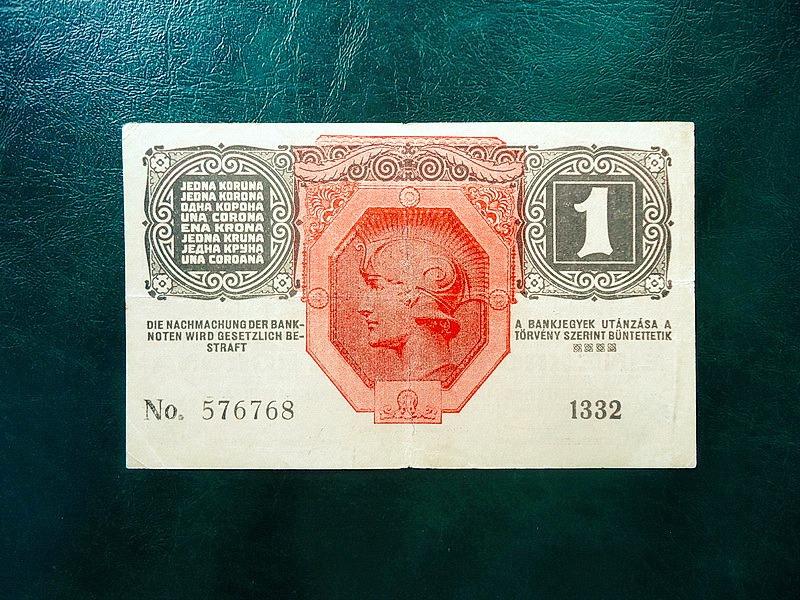 JEDNA KORUNA
JEDNA KORONA
ОДНА КОРОНА
UNA CORONA
ENA KRONA
JEDNA KRUNA
ЈЕДНА КРУНА
UNA COROANĂ
1
DIE NACHMACHUNG DER BANK-
NOTEN WIRD GESETZLICH BE-
STRAFT
A BANKJEGYEK UTÁNZÁSA A
TÖRVÉNY SZERINT BÜNTETTETIK
No. 576768
1332